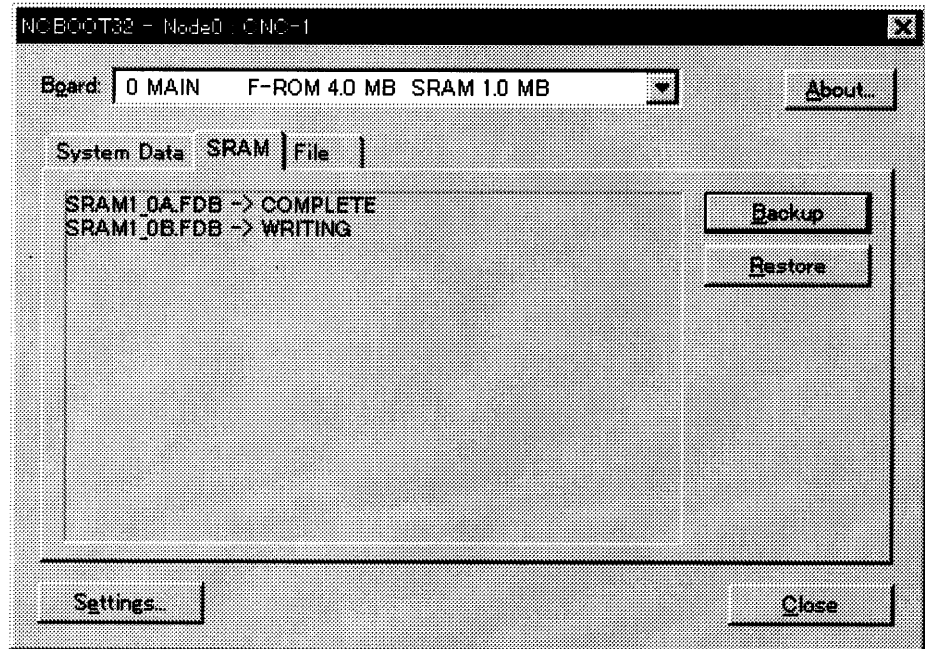 NCBOOT32 - Node0 : CNC-1
Board: 0 MAIN F-ROM 4.0 MB SRAM 1.0 MB
About...
System Data SRAM File
SRAM1_0A.FDB -> COMPLETE
SRAM1_0B.FDB -> WRITING
Backup
Restore
Settings...
Close